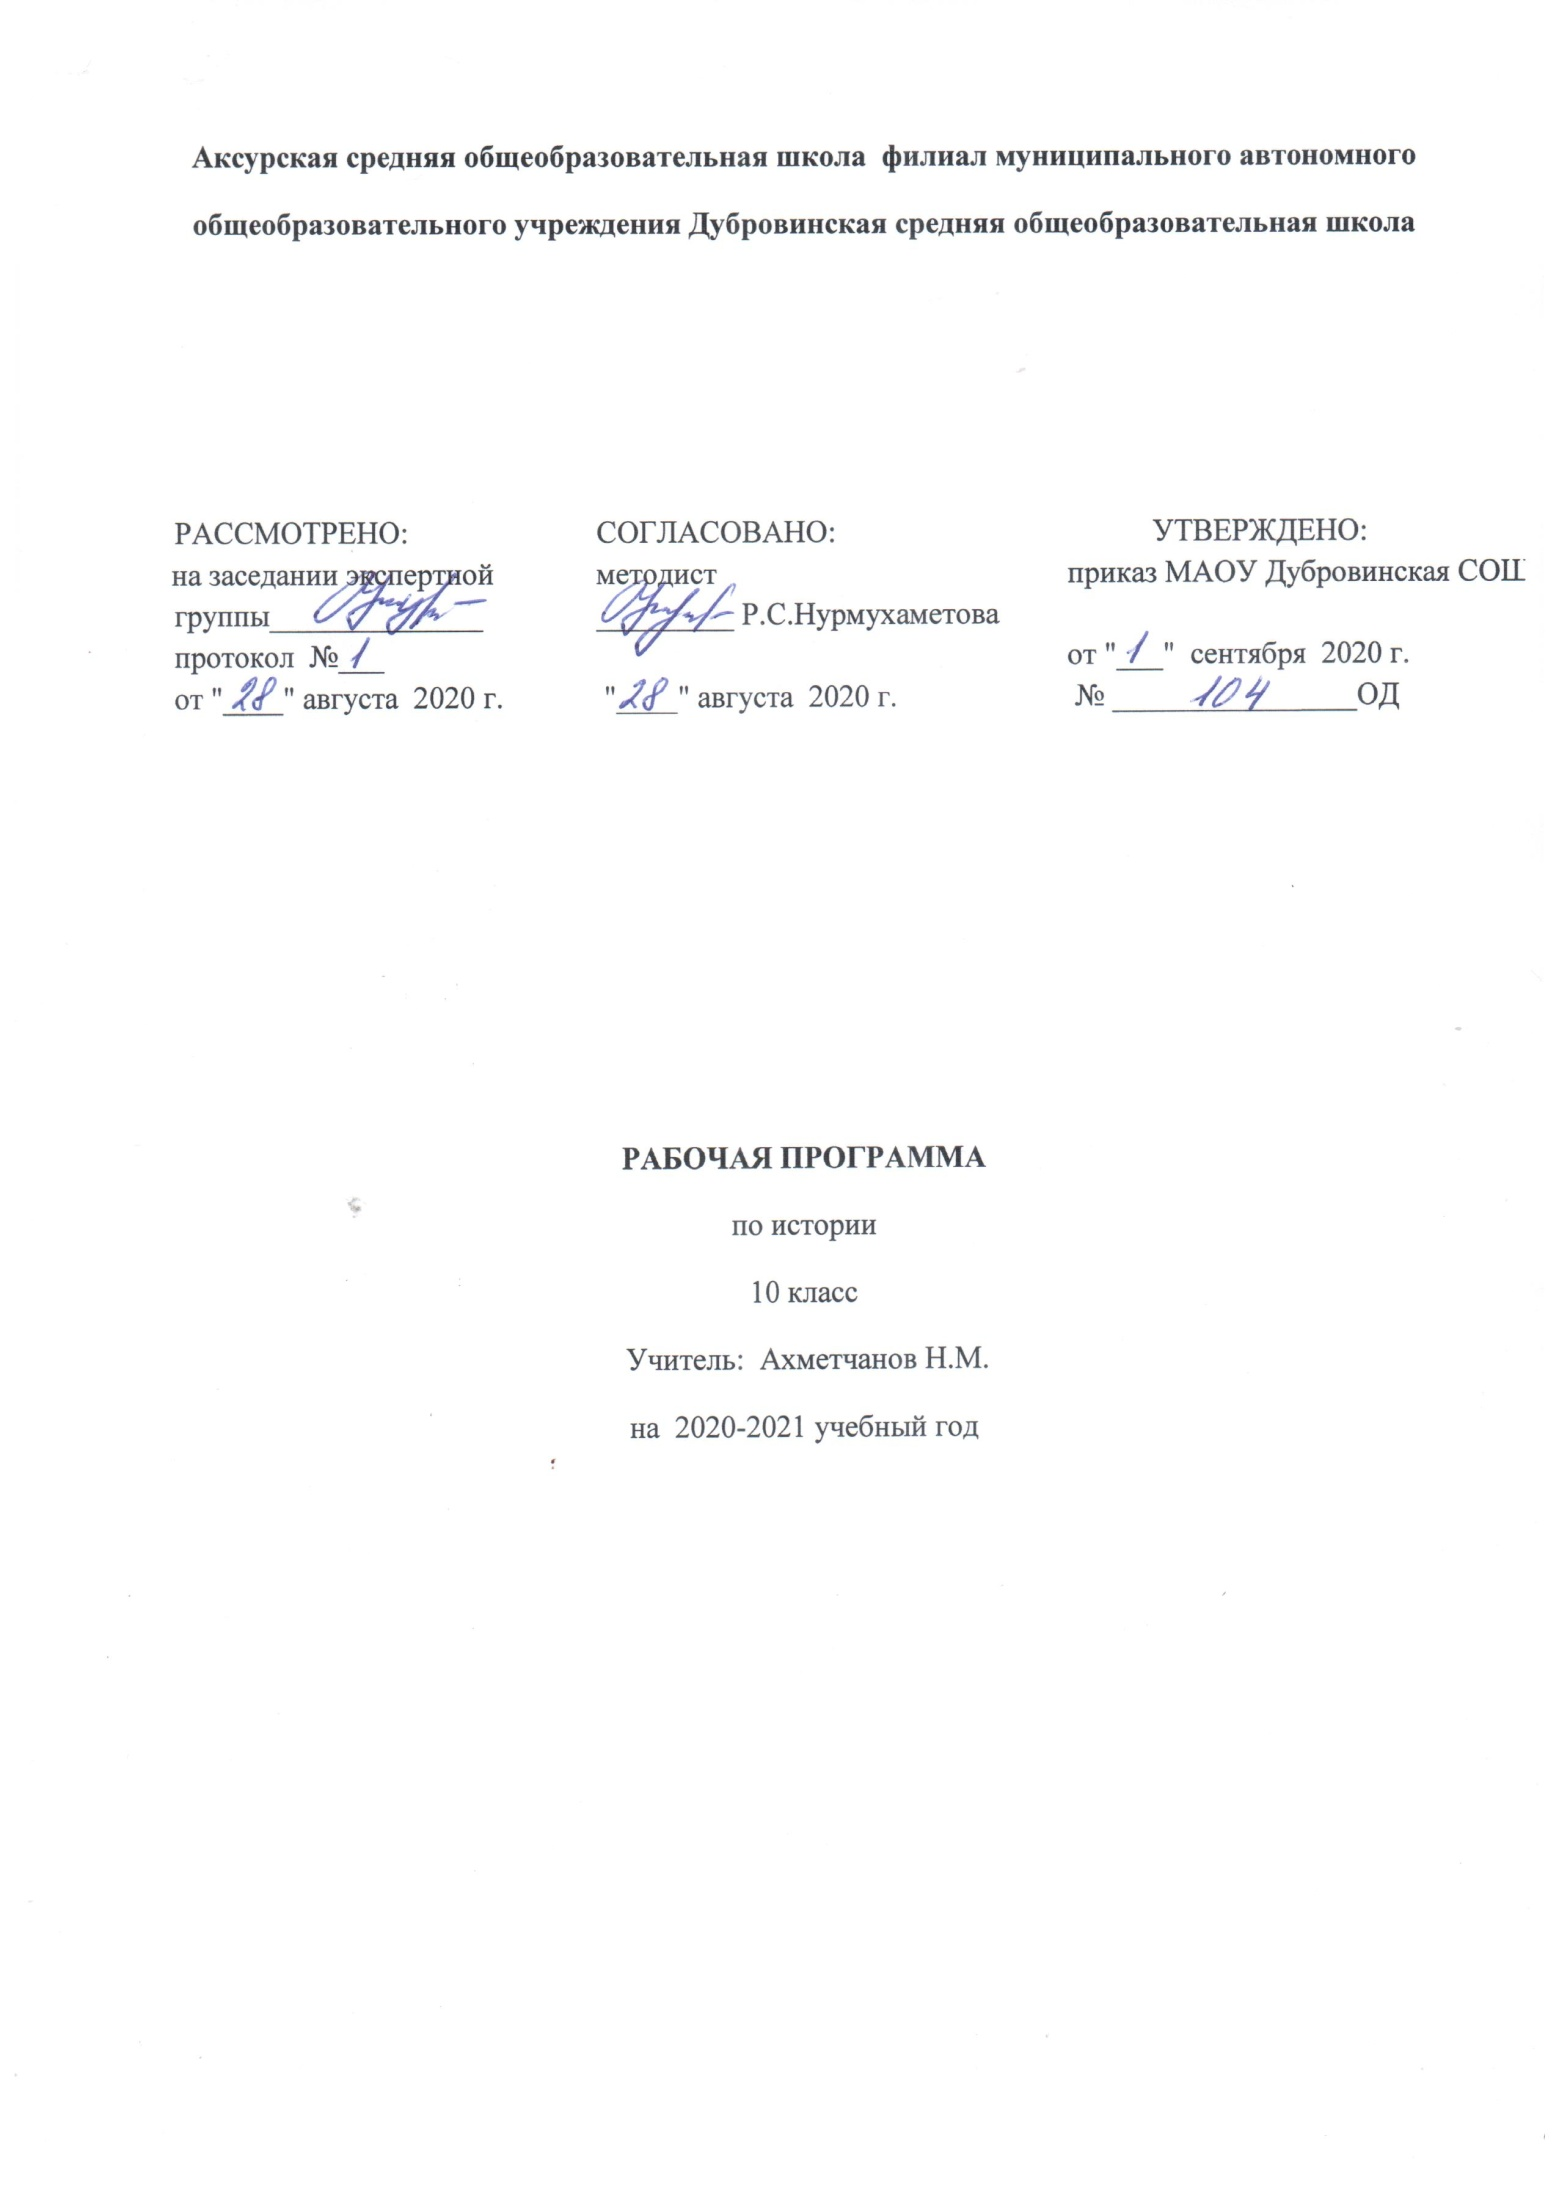 Аксурская средняя общеобразовательная школа филиал муниципального автономного
общеобразовательного учреждения Дубровинская средняя общеобразовательная школа
РАССМОТРЕНО:
на заседании экспертной
группы______________
протокол №1
от "28" августа 2020 г.
СОГЛАСОВАНО:
методист
_________ Р.С.Нурмухаметова
"28" августа 2020 г.
УТВЕРЖДЕНО:
приказ МАОУ Дубровинская СОШ
от "1" сентября 2020 г.
№ 104 ОД
РАБОЧАЯ ПРОГРАММА
по истории
10 класс
Учитель: Ахметчанов Н.М.
на 2020-2021 учебный год